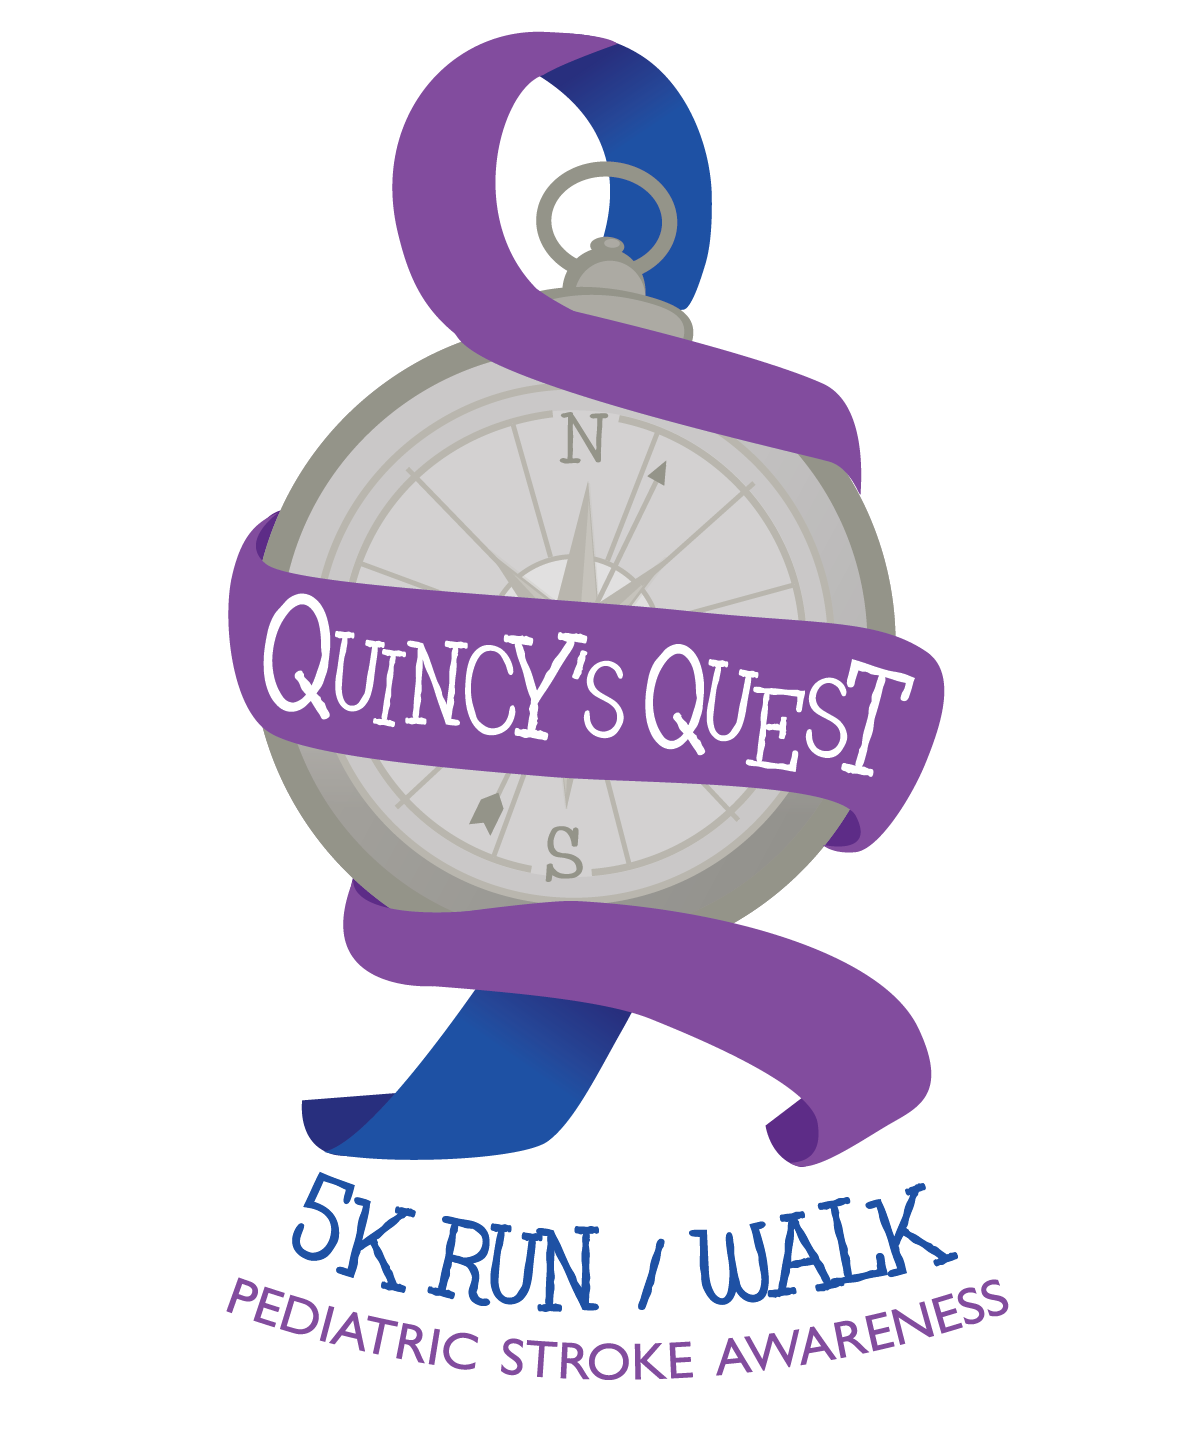 N
QUINCY'S QUEST
S
5K RUN / WALK
PEDIATRIC STROKE AWARENESS